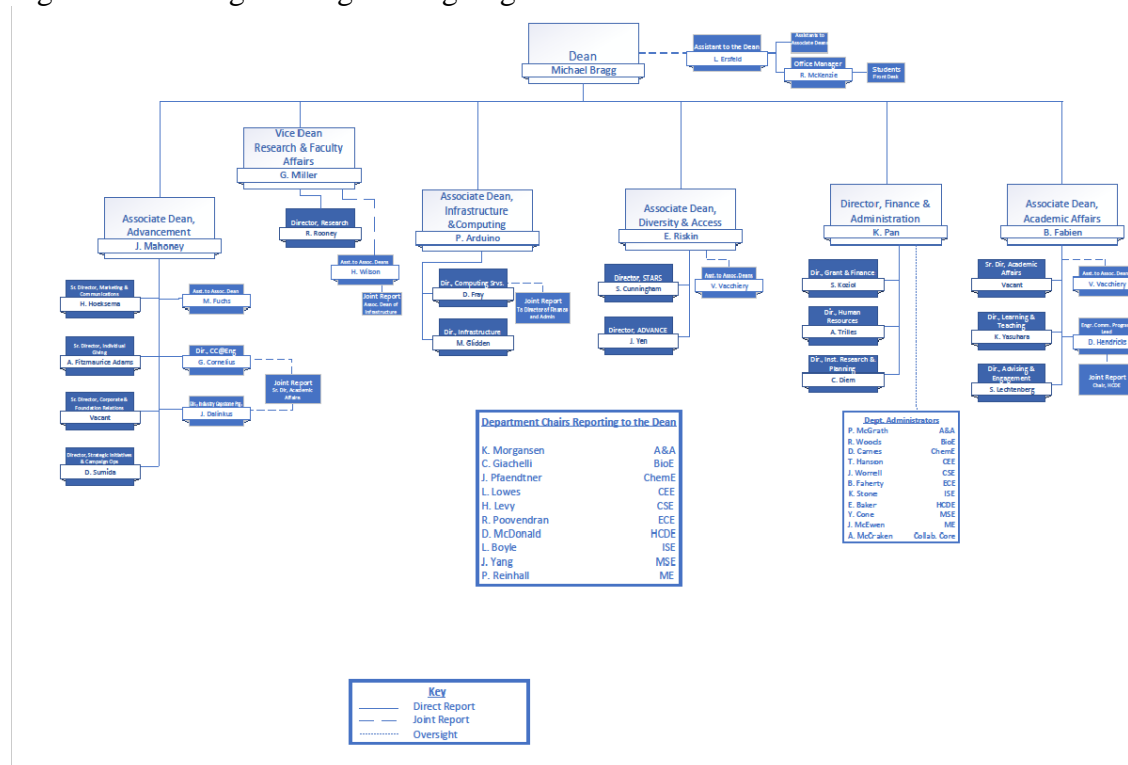 Dean
Michael Bragg
Assistant to the Dean
L. Ersfeld
Assistants to
Associate Deans
Office Manager
R. McKenzie
Students
Front Desk
Vice Dean
Research & Faculty
Affairs
G. Miller
Director, Research
R. Rooney
Asst.to Assoc. Deans
H. Wilson
Joint Report
Assoc. Dean of
Infrastructure
Associate Dean,
Advancement
J. Mahoney
Sr. Director, Marketing &
Communications
H. Hoeksema
Asst. to Assoc. Dean
M. Fuchs
Sr. Director, Individual
Giving
A. Fitzmaurice Adams
Dir., CC@Eng
G. Cornelius
Joint Report
Sr. Dir, Academic
Affairs
Sr. Director, Corporate &
Foundation Relations
Vacant
Dir., Industry Capstone
J. Dalinkus
Director, Strategic Initiatives
& Campaign Ops
D. Sumida
Associate Dean,
Infrastructure
&Computing
P. Arduino
Dir., Computing Srvs.
D. Fray
Joint Report
To Director of Finance
and Admin
Dir., Infrastructure
M. Glidden
Associate Dean,
Diversity & Access
E. Riskin
Director, STARS
S. Cunningham
Asst.to Assoc. Deans
V. Vacchiery
Director, ADVANCE
J. Yen
Director, Finance &
Administration
K. Pan
Dir., Grant & Finance
S. Koziol
Dir., Human
Resources
A. Trilles
Dir., Inst. Research &
Planning
C. Diem
Associate Dean,
Academic Affairs
B. Fabien
Sr. Dir, Academic
Affairs
Vacant
Asst.to Assoc. Deans
V. Vacchiery
Dir., Learning &
Teaching
K. Yasuhara
Engr. Comm. Program
Lead
D. Hendricks
Dir., Advising &
Engagement
S. Lechtenberg
Joint Report
Chair, HCDE
Department Chairs Reporting to the Dean
K. Morgansen A&A
C. Giachelli BioE
J. Pfaendtner ChemE
L. Lowes CEE
H. Levy CSE
R. Poovendran ECE
D. McDonald HCDE
L. Boyle ISE
J. Yang MSE
P. Reinhall ME
Dept. Administrators
P. McGrath A&A
R. Woods BioE
D. Carnes ChemE
T. Hanson CEE
J. Worrell CSE
B. Faherty ECE
K. Stone ISE
E. Baker HCDE
Y. Cone MSE
J. McEwen ME
A. McCraken Collab. Core
Key
Direct Report
Joint Report
Oversight